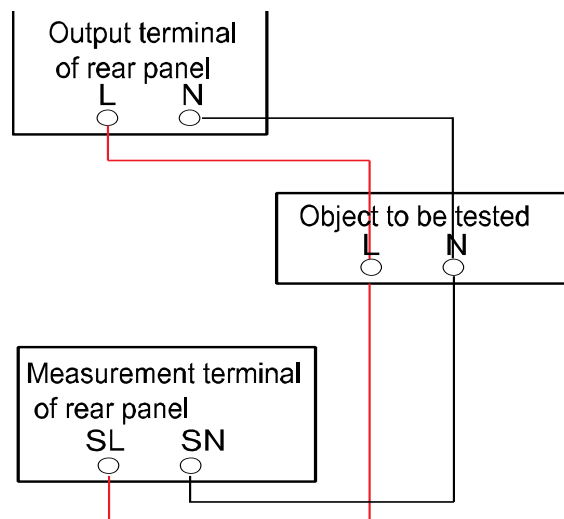 Output terminal
of rear panel
L N
Object to be tested
L N
Measurement terminal
of rear panel
SL SN